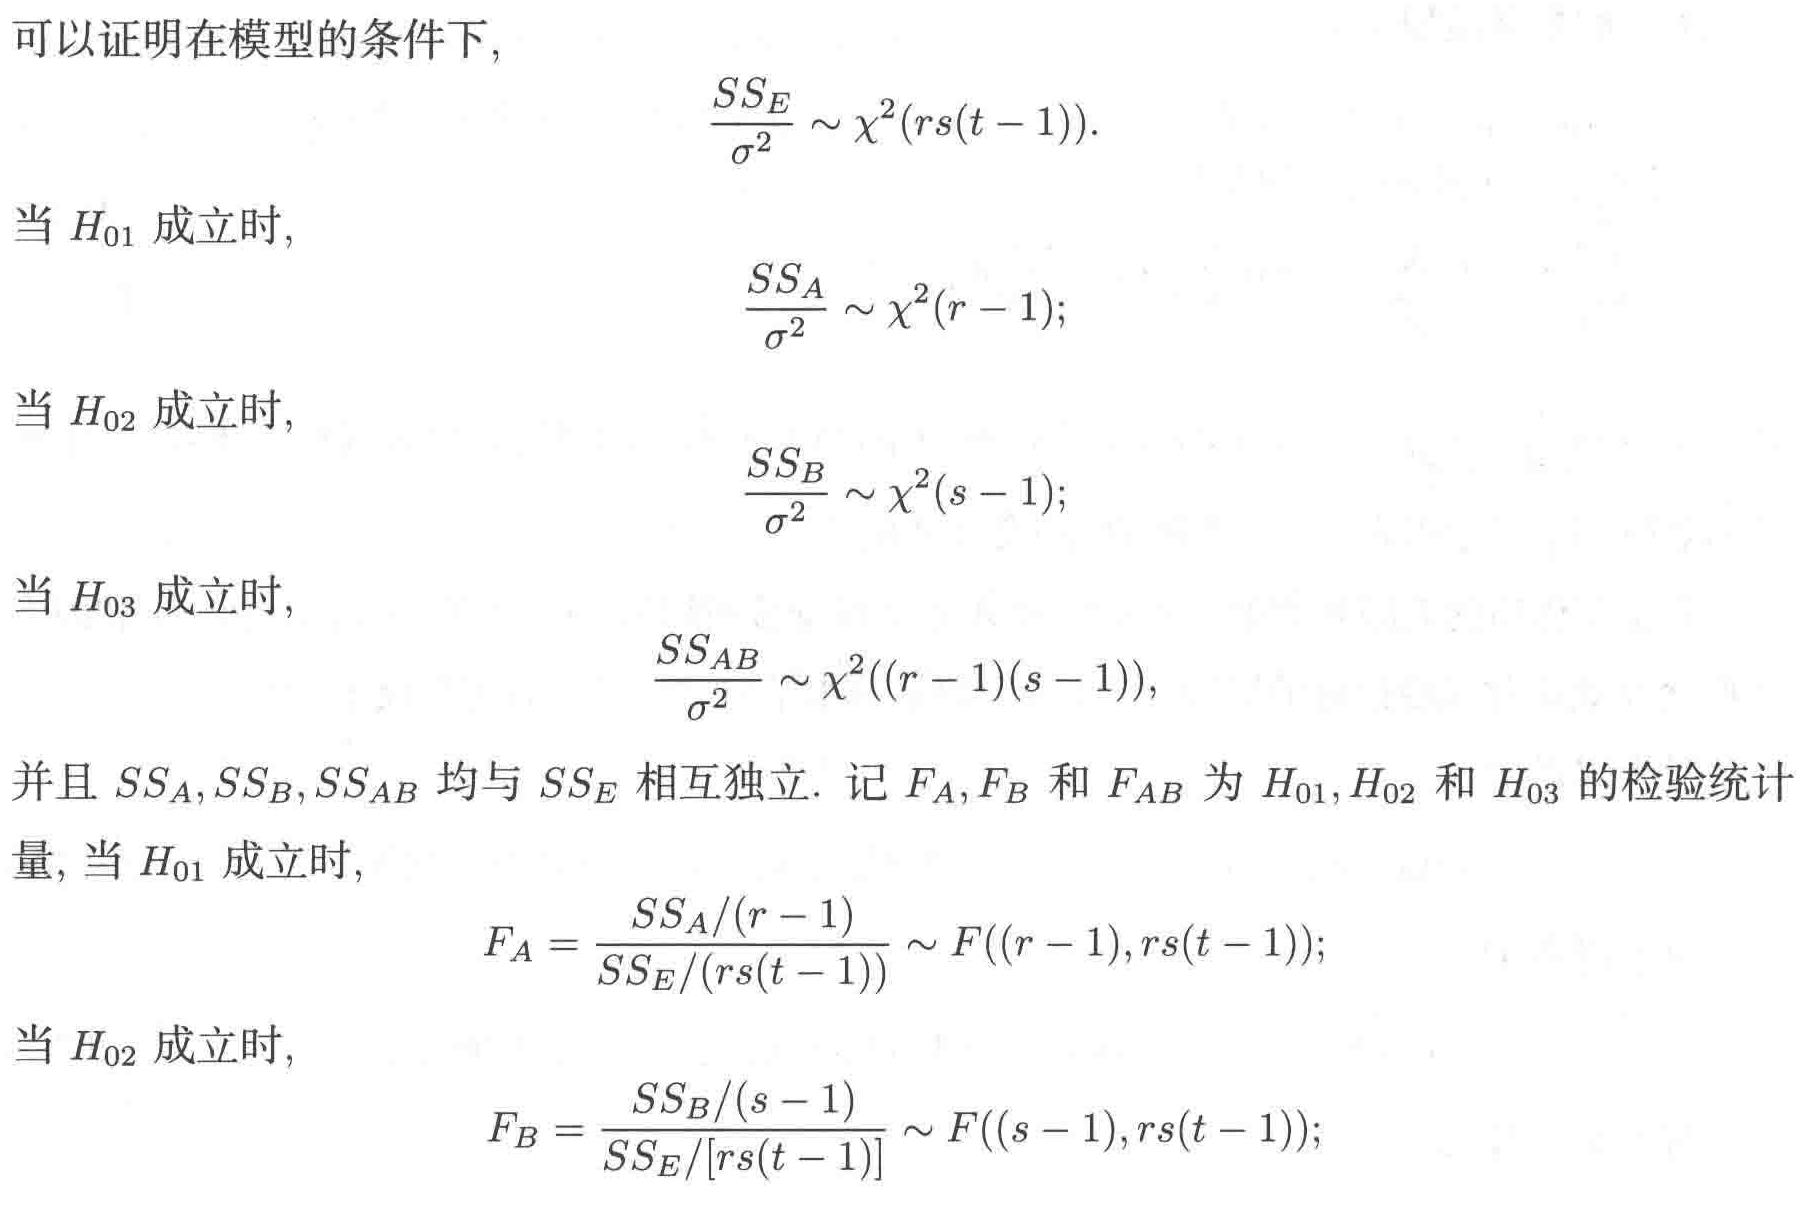 可以证明在模型的条件下,
$$\frac{SS_E}{\sigma^2} \sim \chi^2(rs(t-1)).$$
当 $H_{01}$ 成立时,
$$\frac{SS_A}{\sigma^2} \sim \chi^2(r-1);$$
当 $H_{02}$ 成立时,
$$\frac{SS_B}{\sigma^2} \sim \chi^2(s-1);$$
当 $H_{03}$ 成立时,
$$\frac{SS_{AB}}{\sigma^2} \sim \chi^2((r-1)(s-1)),$$
并且 $SS_A, SS_B, SS_{AB}$ 均与 $SS_E$ 相互独立. 记 $F_A, F_B$ 和 $F_{AB}$ 为 $H_{01}, H_{02}$ 和 $H_{03}$ 的检验统计
量, 当 $H_{01}$ 成立时,
$$F_A = \frac{SS_A/(r-1)}{SS_E/(rs(t-1))} \sim F((r-1), rs(t-1));$$
当 $H_{02}$ 成立时,
$$F_B = \frac{SS_B/(s-1)}{SS_E/[rs(t-1)]} \sim F((s-1), rs(t-1));$$